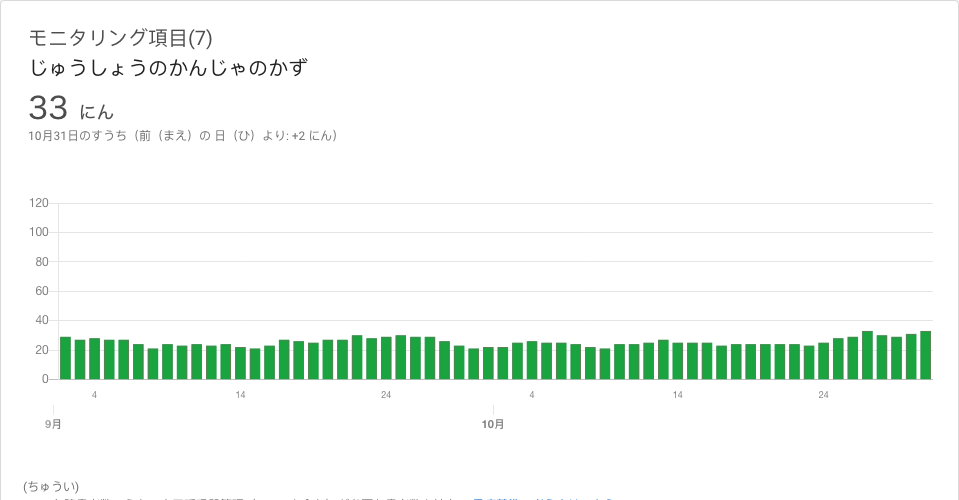 モニタリング項目(7)
じゅうしょうのかんじゃのかず
33 にん
10月31日のすうち（前（まえ）の 日（ひ）より: +2 にん）
120
100
80
60
40
20
0
4 14 24 4 14 24
9月 10月
(ちゅうい)